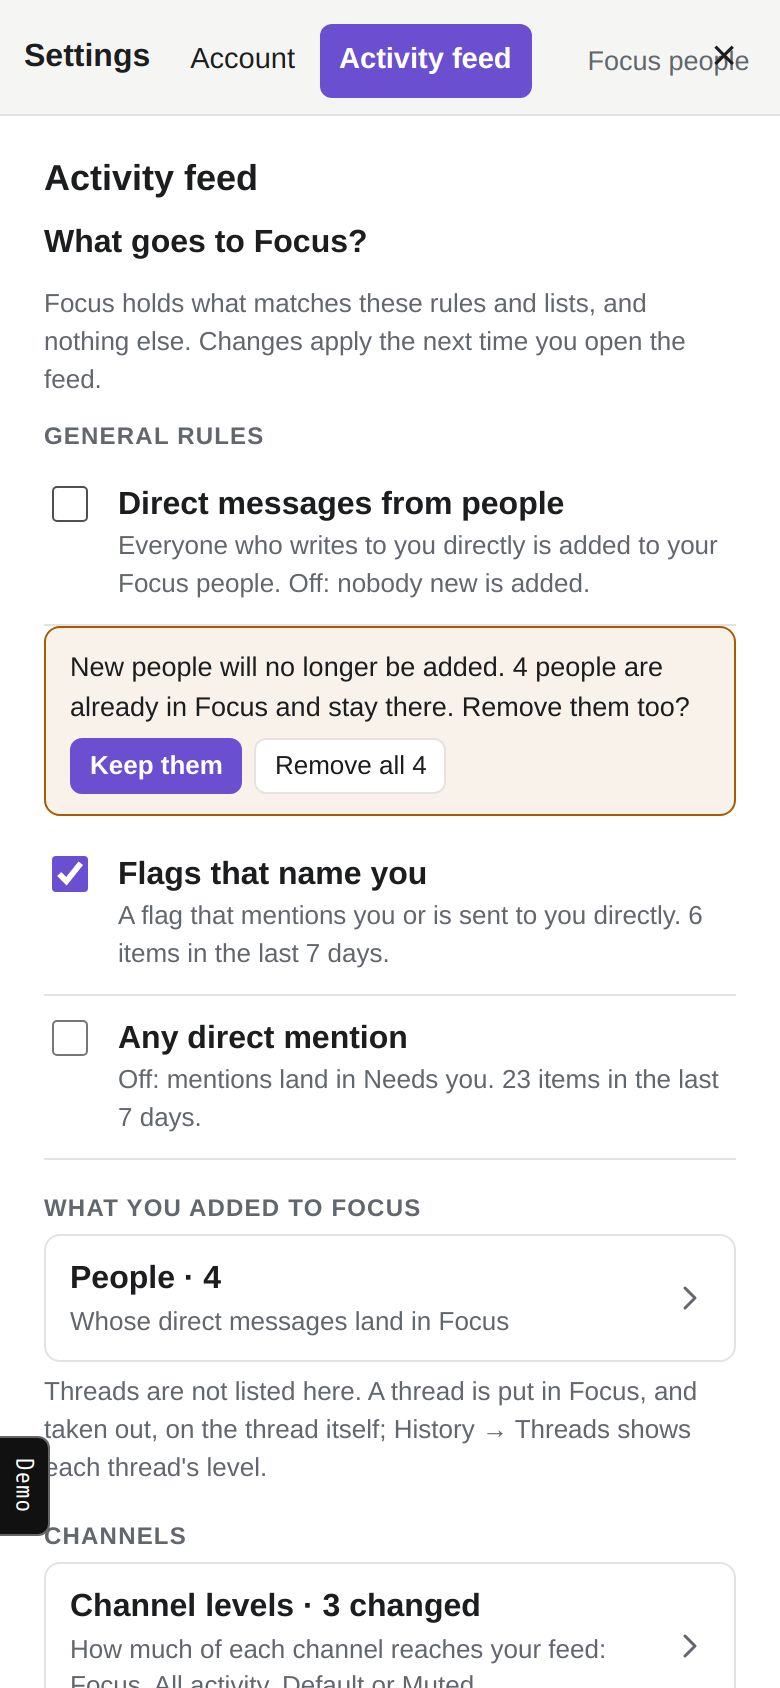 Settings
Account
Activity feed
Focus people
Activity feed
What goes to Focus?
Focus holds what matches these rules and lists, and
nothing else. Changes apply the next time you open the
feed.
GENERAL RULES
Direct messages from people
Everyone who writes to you directly is added to your
Focus people. Off: nobody new is added.
New people will no longer be added. 4 people are
already in Focus and stay there. Remove them too?
Keep them
Remove all 4
Flags that name you
A flag that mentions you or is sent to you directly. 6
items in the last 7 days.
Any direct mention
Off: mentions land in Needs you. 23 items in the last
7 days.
WHAT YOU ADDED TO FOCUS
People · 4
Whose direct messages land in Focus
Threads are not listed here. A thread is put in Focus, and
taken out, on the thread itself; History → Threads shows
each thread's level.
Demo
CHANNELS
Channel levels · 3 changed
How much of each channel reaches your feed:
Focus, All activity, Default or Muted